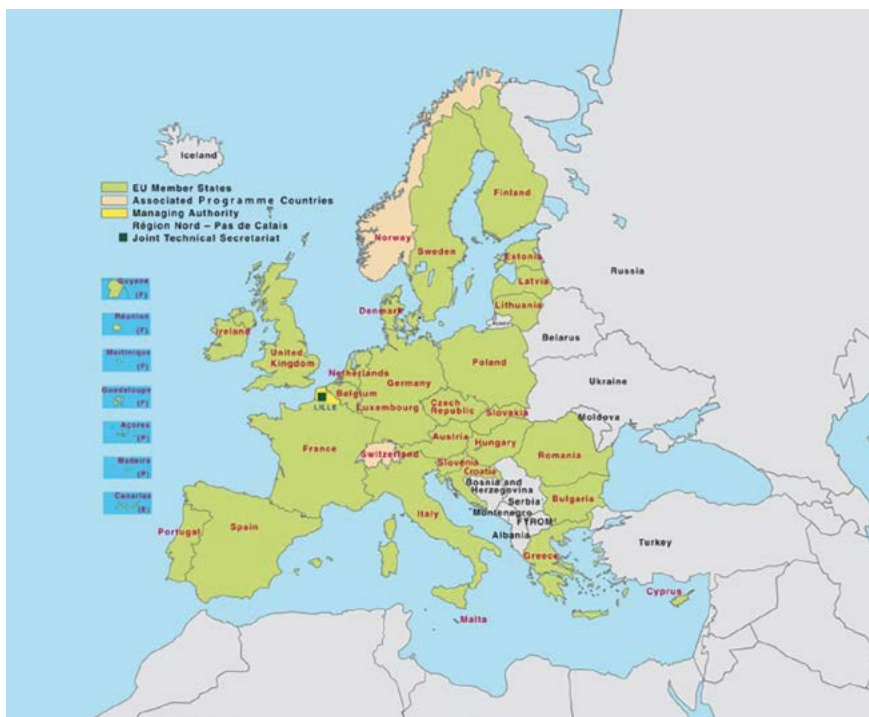 Iceland
EU Member States
Associated Programme Countries
Managing Authority
Région Nord – Pas de Calais
Joint Technical Secretariat
Finland
Norway
Sweden
Estonia
Russia
Latvia
Lithuania
Guyane
(F)
Réunion
(F)
Martinique
(F)
Guadeloupe
(F)
Açores
(P)
Madeire
(P)
Canarias
(E)
Denmark
Ireland
United
Kingdom
Belarus
Poland
Netherlands
Germany
Belgium
LILLE
Luxembourg
Czech
Republic
Ukraine
Slovakia
Moldova
Austria
Hungary
France
Switzerland
Slovenia
Romania
Croatia
Bosnia and
Herzegovina
Serbia
Montenegro
Bulgaria
FYROM
Albania
Portugal
Spain
Italy
Greece
Turkey
Cyprus
Malta